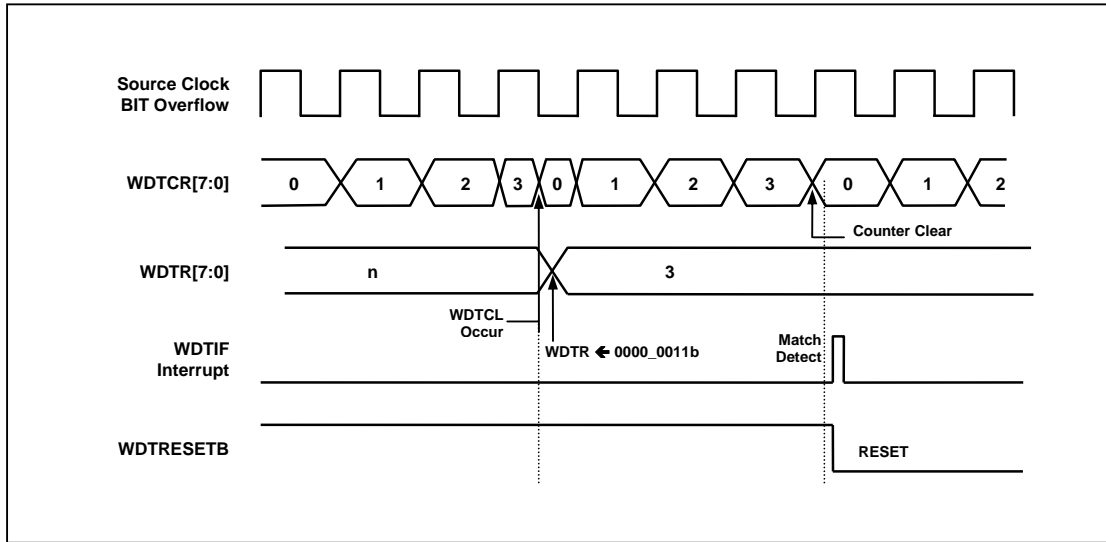 Source Clock
BIT Overflow
WDTCR[7:0]
0 1 2 3 0 1 2 3 0 1 2
Counter Clear
WDTR[7:0]
n 3
WDTCL
Occur
WDTR 🡸 0000_0011b
WDTIF
Interrupt
Match
Detect
WDTRESETB
RESET